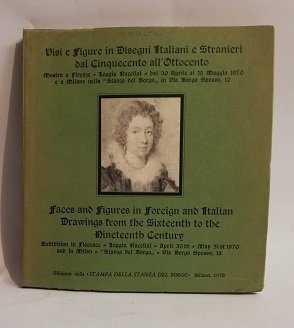 Visi e Figure in Disegni Italiani e Stranieri
dal Cinquecento all'Ottocento
Mostra a Firenze - Loggia Rucellai - dal 30 Aprile al 31 Maggio 1970
e a Milano nella "Stanza del Borgo„ in Via Borgo Spesso, 12
Faces and Figures in Foreign and Italian
Drawings from the Sixteenth to the
Nineteenth Century
Exhibition in Florence - Loggia Rucellai - April 30th - May 31st 1970
and in Milan - "Stanza del Borgo„ - Via Borgo Spesso, 12
Edizioni della «STAMPA DELLA STANZA DEL BORGO» Milano, 1970